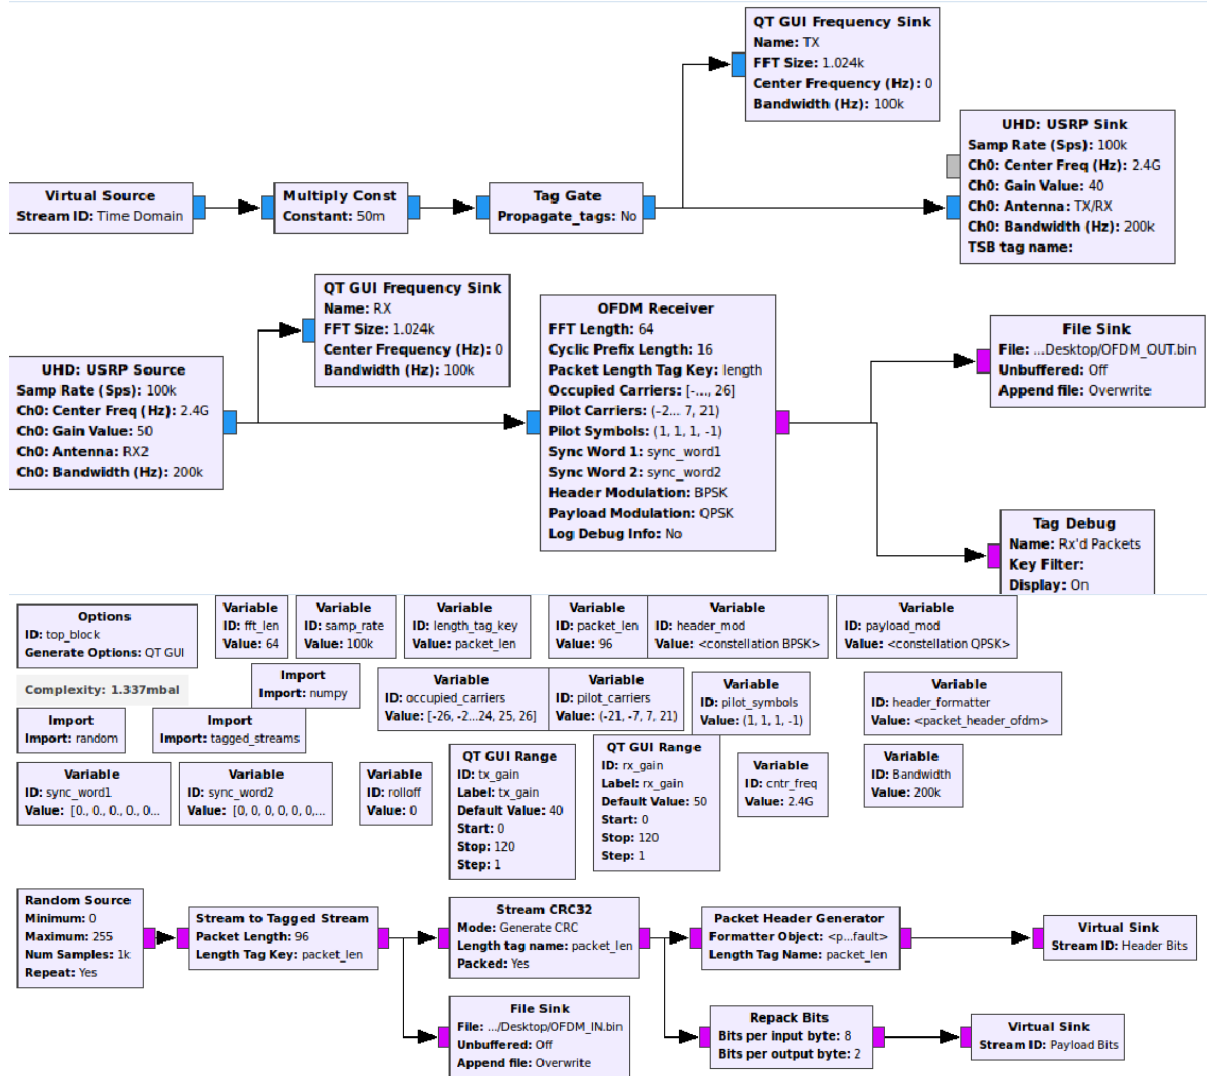 QT GUI Frequency Sink
Name: TX
FFT Size: 1.024k
Center Frequency (Hz): 0
Bandwidth (Hz): 100k
UHD: USRP Sink
Samp Rate (Sps): 100k
Ch0: Center Freq (Hz): 2.4G
Ch0: Gain Value: 40
Ch0: Antenna: TX/RX
Ch0: Bandwidth (Hz): 200k
TSB tag name:
Virtual Source
Stream ID: Time Domain
Multiply Const
Constant: 50m
Tag Gate
Propagate_tags: No
QT GUI Frequency Sink
Name: RX
FFT Size: 1.024k
Center Frequency (Hz): 0
Bandwidth (Hz): 100k
UHD: USRP Source
Samp Rate (Sps): 100k
Ch0: Center Freq (Hz): 2.4G
Ch0: Gain Value: 50
Ch0: Antenna: RX2
Ch0: Bandwidth (Hz): 200k
OFDM Receiver
FFT Length: 64
Cyclic Prefix Length: 16
Packet Length Tag Key: length
Occupied Carriers: [-..., 26]
Pilot Carriers: (-2... 7, 21)
Pilot Symbols: (1, 1, 1, -1)
Sync Word 1: sync_word1
Sync Word 2: sync_word2
Header Modulation: BPSK
Payload Modulation: QPSK
Log Debug Info: No
File Sink
File: ...Desktop/OFDM_OUT.bin
Unbuffered: Off
Append file: Overwrite
Tag Debug
Name: Rx'd Packets
Key Filter:
Display: On
Options
ID: top_block
Generate Options: QT GUI
Variable
ID: fft_len
Value: 64
Variable
ID: samp_rate
Value: 100k
Variable
ID: length_tag_key
Value: packet_len
Variable
ID: packet_len
Value: 96
Variable
ID: header_mod
Value: <constellation BPSK>
Variable
ID: payload_mod
Value: <constellation QPSK>
Complexity: 1.337mbal
Import
Import: numpy
Variable
ID: occupied_carriers
Value: [-26, -2...24, 25, 26]
Variable
ID: pilot_carriers
Value: (-21, -7, 7, 21)
Variable
ID: pilot_symbols
Value: (1, 1, 1, -1)
Variable
ID: header_formatter
Value: <packet_header_ofdm>
Import
Import: random
Import
Import: tagged_streams
Variable
ID: sync_word1
Value: [0., 0., 0., 0., 0...
Variable
ID: sync_word2
Value: [0, 0, 0, 0, 0, 0,...
Variable
ID: rolloff
Value: 0
QT GUI Range
ID: tx_gain
Label: tx_gain
Default Value: 40
Start: 0
Stop: 120
Step: 1
QT GUI Range
ID: rx_gain
Label: rx_gain
Default Value: 50
Start: 0
Stop: 120
Step: 1
Variable
ID: cntr_freq
Value: 2.4G
Variable
ID: Bandwidth
Value: 200k
Random Source
Minimum: 0
Maximum: 255
Num Samples: 1k
Repeat: Yes
Stream to Tagged Stream
Packet Length: 96
Length Tag Key: packet_len
Stream CRC32
Mode: Generate CRC
Length tag name: packet_len
Packed: Yes
Packet Header Generator
Formatter Object: <p...fault>
Length Tag Name: packet_len
Virtual Sink
Stream ID: Header Bits
File Sink
File: .../Desktop/OFDM_IN.bin
Unbuffered: Off
Append file: Overwrite
Repack Bits
Bits per input byte: 8
Bits per output byte: 2
Virtual Sink
Stream ID: Payload Bits